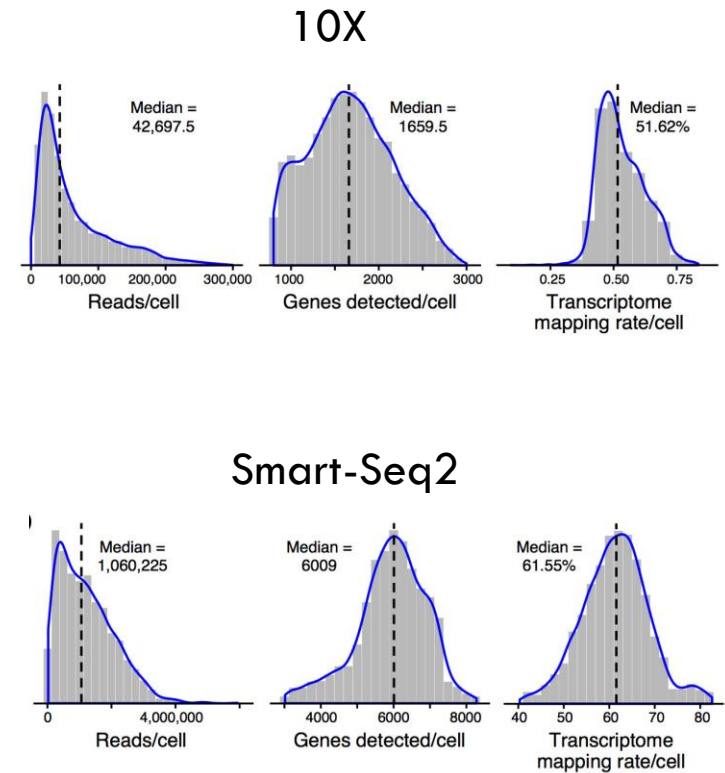 10X
Median =
42,697.5
Median =
1659.5
Median =
51.62%
0 100,000 200,000 300,000
1000 2000 3000
0.25 0.50 0.75
Reads/cell
Genes detected/cell
Transcriptome
mapping rate/cell
Smart-Seq2
Median =
1,060,225
Median =
6009
Median =
61.55%
0 4,000,000
4000 6000 8000
40 50 60 70 80
Reads/cell
Genes detected/cell
Transcriptome
mapping rate/cell